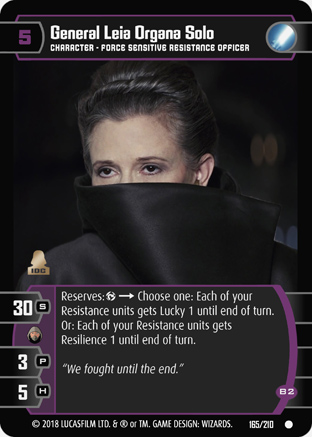 5
General Leia Organa Solo
CHARACTER - FORCE SENSITIVE RESISTANCE OFFICER
IDC
30 S
3 P
5 H
Reserves: → Choose one: Each of your
Resistance units gets Lucky 1 until end of turn.
Or: Each of your Resistance units gets
Resilience 1 until end of turn.
"We fought until the end."
B2
© 2018 LUCASFILM LTD. & ® or TM. GAME DESIGN: WIZARDS.
165/210